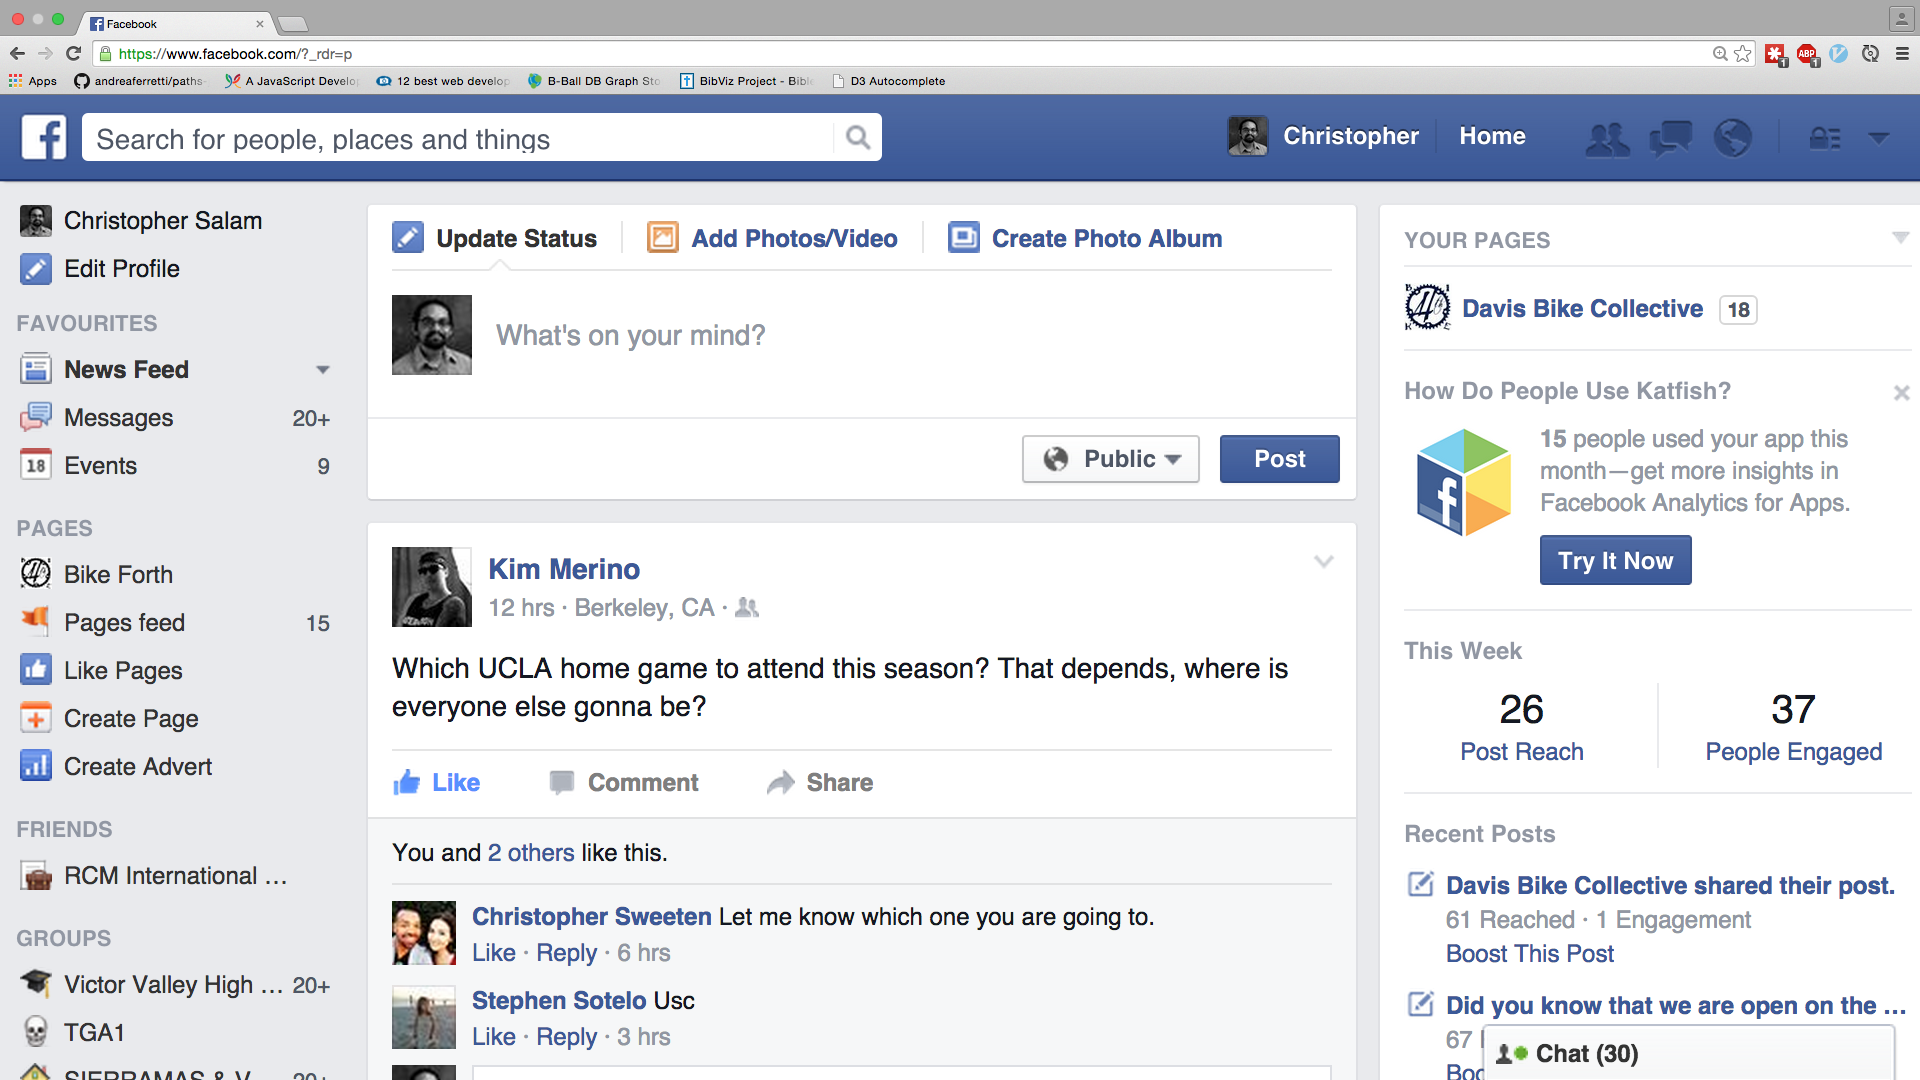 Facebook
https://www.facebook.com/?_rdr=p
Apps
andreaferretti/paths
A JavaScript Develo
12 best web develop
B-Ball DB Graph Sto
BibViz Project - Bible
D3 Autocomplete
Search for people, places and things
Christopher
Home
Christopher Salam
Edit Profile
FAVOURITES
News Feed
Messages 20+
18 Events 9
PAGES
Bike Forth
Pages feed 15
Like Pages
Create Page
Create Advert
FRIENDS
RCM International ...
GROUPS
Victor Valley High ... 20+
TGA1
SIERRAMAS & V... 20+
Update Status
Add Photos/Video
Create Photo Album
What's on your mind?
Public
Post
Kim Merino
12 hrs · Berkeley, CA ·
Which UCLA home game to attend this season? That depends, where is
everyone else gonna be?
Like
Comment
Share
You and 2 others like this.
Christopher Sweeten Let me know which one you are going to.
Like · Reply · 6 hrs
Stephen Sotelo Usc
Like · Reply · 3 hrs
YOUR PAGES
Davis Bike Collective 18
How Do People Use Katfish?
15 people used your app this
month—get more insights in
Facebook Analytics for Apps.
Try It Now
This Week
26
Post Reach
37
People Engaged
Recent Posts
Davis Bike Collective shared their post.
61 Reached · 1 Engagement
Boost This Post
Did you know that we are open on the ...
67
Boo
Chat (30)